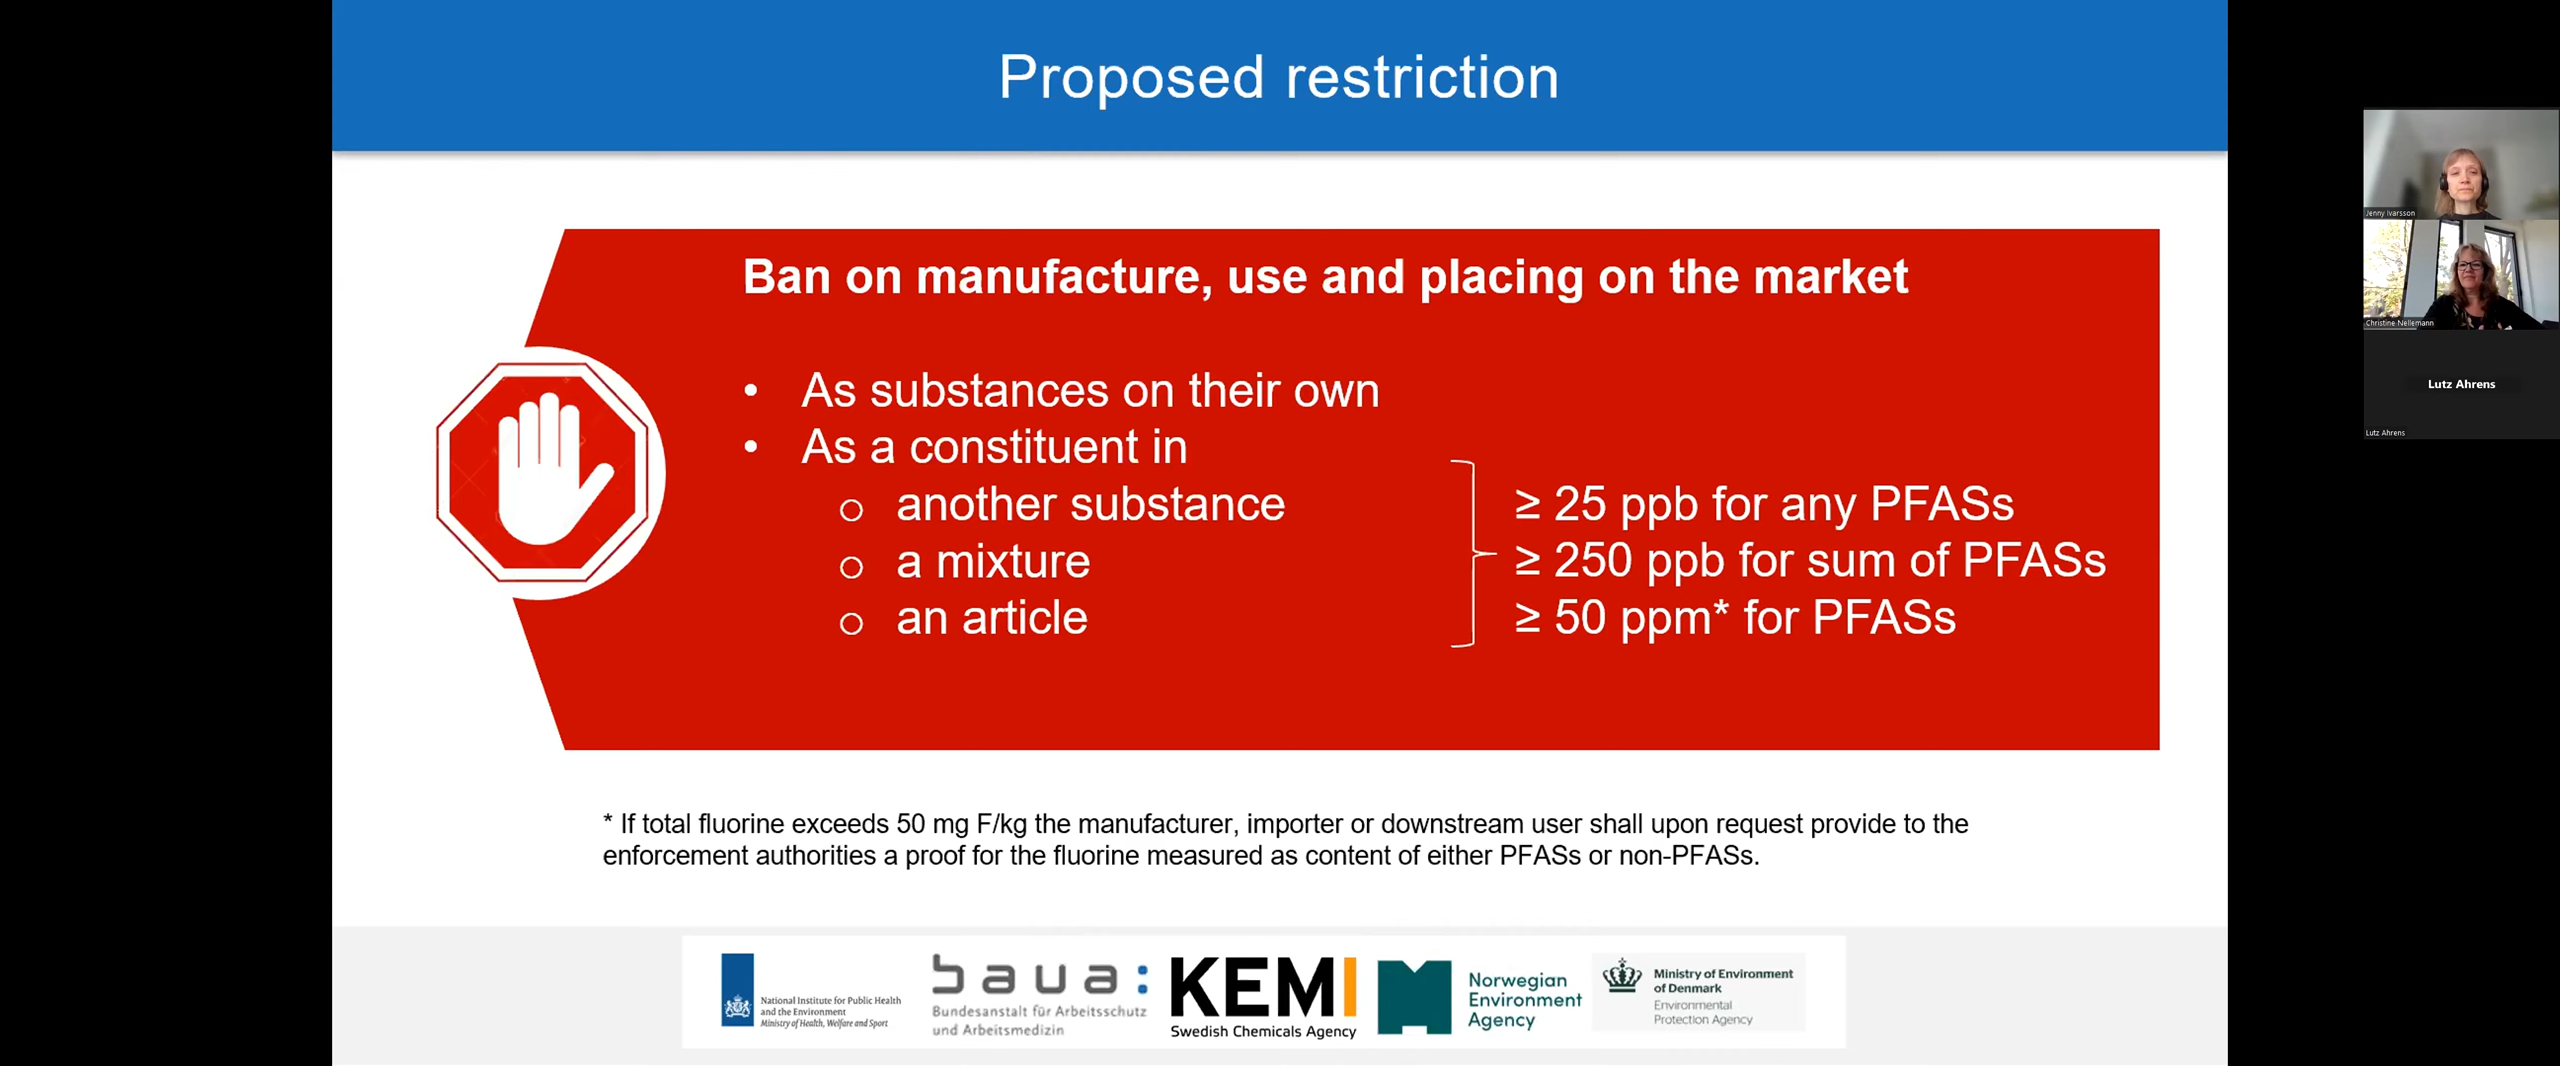 Proposed restriction
Ban on manufacture, use and placing on the market
• As substances on their own
• As a constituent in
o another substance
o a mixture
o an article
≥ 25 ppb for any PFASs
≥ 250 ppb for sum of PFASs
≥ 50 ppm* for PFASs
* If total fluorine exceeds 50 mg F/kg the manufacturer, importer or downstream user shall upon request provide to the
enforcement authorities a proof for the fluorine measured as content of either PFASs or non-PFASs.
National Institute for Public Health
and the Environment
Ministry of Health, Welfare and Sport
baua:
Bundesanstalt für Arbeitsschutz
und Arbeitsmedizin
KEMI
Swedish Chemicals Agency
Norwegian
Environment
Agency
Ministry of Environment
of Denmark
Environmental
Protection Agency
Jenny Ivarsson
Christine Nellemann
Lutz Ahrens
Lutz Ahrens